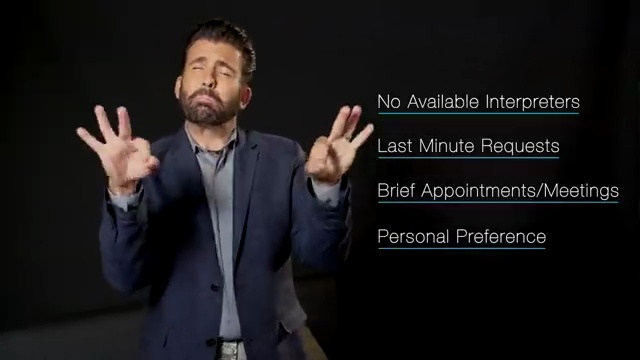 No Available Interpreters
Last Minute Requests
Brief Appointments/Meetings
Personal Preference